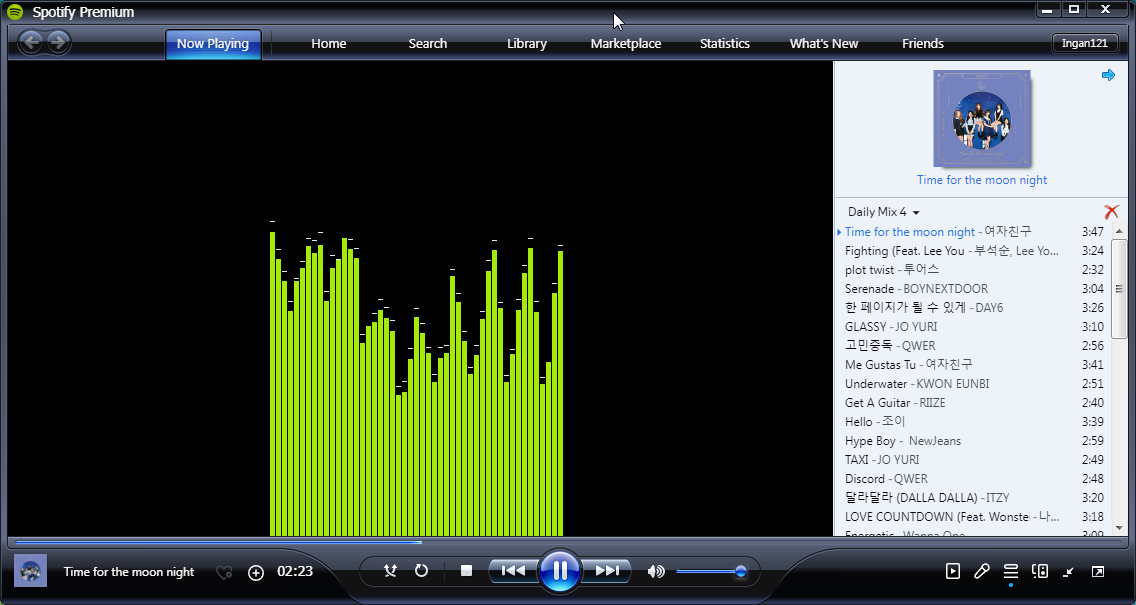 Spotify Premium
Now Playing
Home
Search
Library
Marketplace
Statistics
What's New
Friends
Ingan121
Time for the moon night
Daily Mix 4
Time for the moon night - 여자친구 3:47
Fighting (Feat. Lee You - 부석순, Lee Yo... 3:24
plot twist - 투어스 2:32
Serenade - BOYNEXTDOOR 3:04
한 페이지가 될 수 있게 - DAY6 3:26
GLASSY - JO YURI 3:10
고민중독 - QWER 2:56
Me Gustas Tu - 여자친구 3:41
Underwater - KWON EUNBI 2:51
Get A Guitar - RIIZE 2:40
Hello - 조이 3:39
Hype Boy - NewJeans 2:59
TAXI - JO YURI 2:49
Discord - QWER 2:48
달라달라 (DALLA DALLA) - ITZY 3:20
LOVE COUNTDOWN (Feat. Wonstei - 나... 3:18
Energetic - Wanna One 3:09
Time for the moon night
02:23